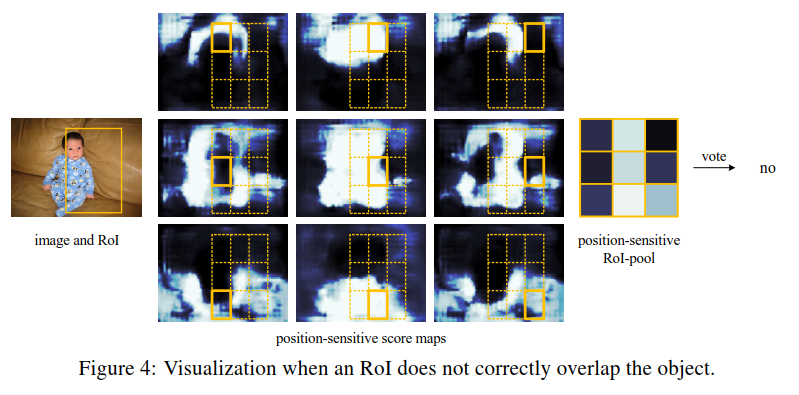 image and RoI
position-sensitive score maps
position-sensitive
RoI-pool
vote
no
Figure 4: Visualization when an RoI does not correctly overlap the object.